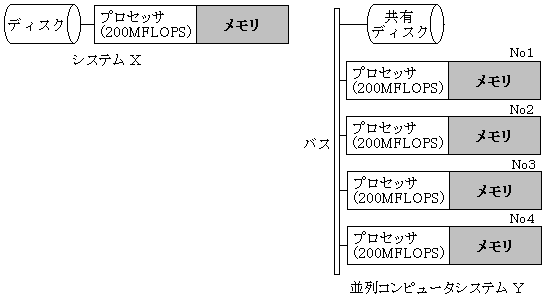 ディスク
プロセッサ
(200MFLOPS)
メモリ
システム X
共有
ディスク
バス
No1
プロセッサ
(200MFLOPS)
メモリ
No2
プロセッサ
(200MFLOPS)
メモリ
No3
プロセッサ
(200MFLOPS)
メモリ
No4
プロセッサ
(200MFLOPS)
メモリ
並列コンピュータシステム Y